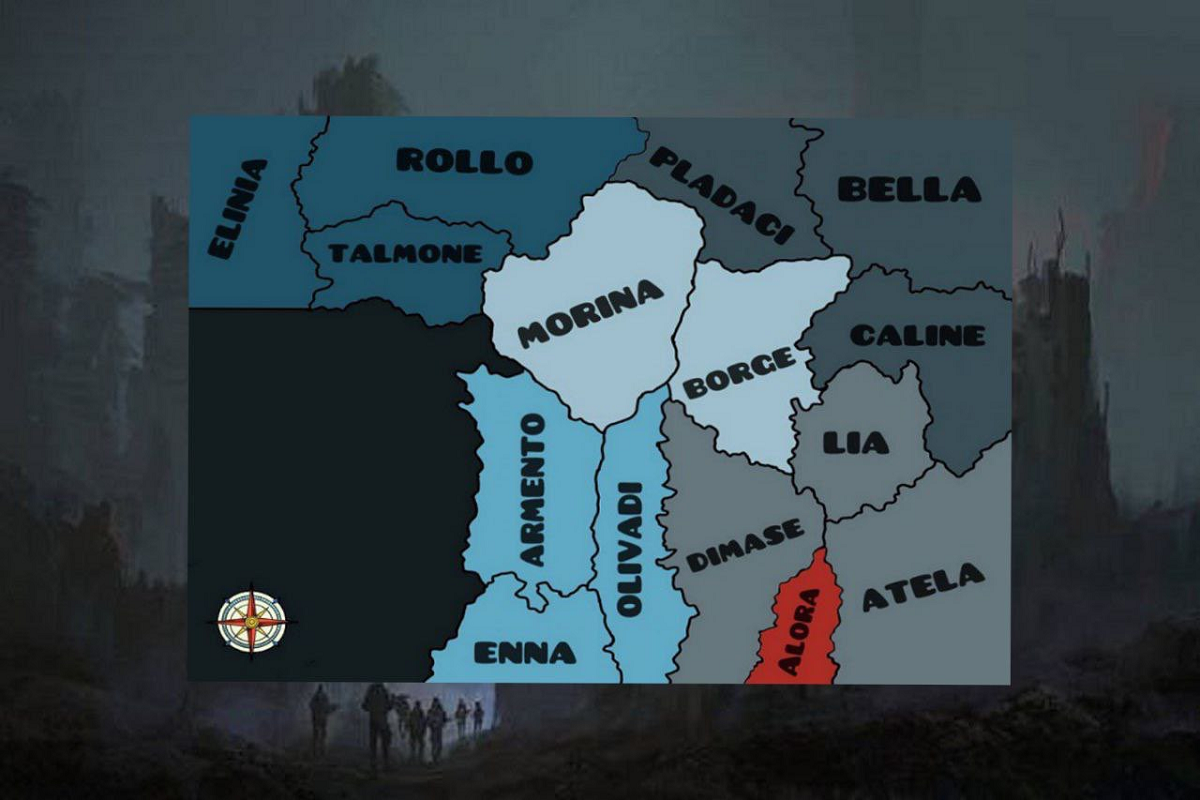 ELINIA
ROLLO
PLADACI
BELLA
TALMONE
MORINA
BORGE
CALINE
ARMENTO
OLIVADI
LIA
DIMASE
ATELA
ALORA
ENNA